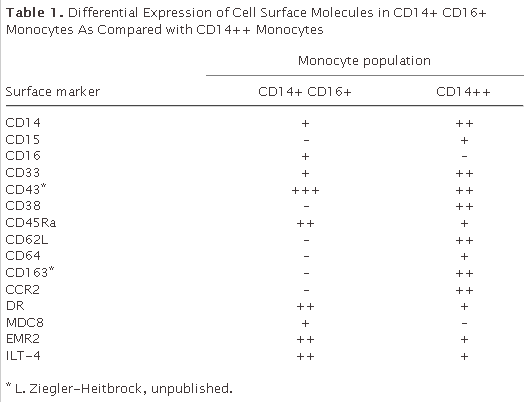 Table 1. Differential Expression of Cell Surface Molecules in CD14+ CD16+
Monocytes As Compared with CD14++ Monocytes
Monocyte population
Surface marker CD14+ CD16+ CD14++
CD14 + ++
CD15 – +
CD16 + –
CD33 + ++
CD43* +++ ++
CD38 – ++
CD45Ra ++ +
CD62L – ++
CD64 – +
CD163* – ++
CCR2 – ++
DR ++ +
MDC8 + –
EMR2 ++ +
ILT–4 ++ +
* L. Ziegler–Heitbrock, unpublished.